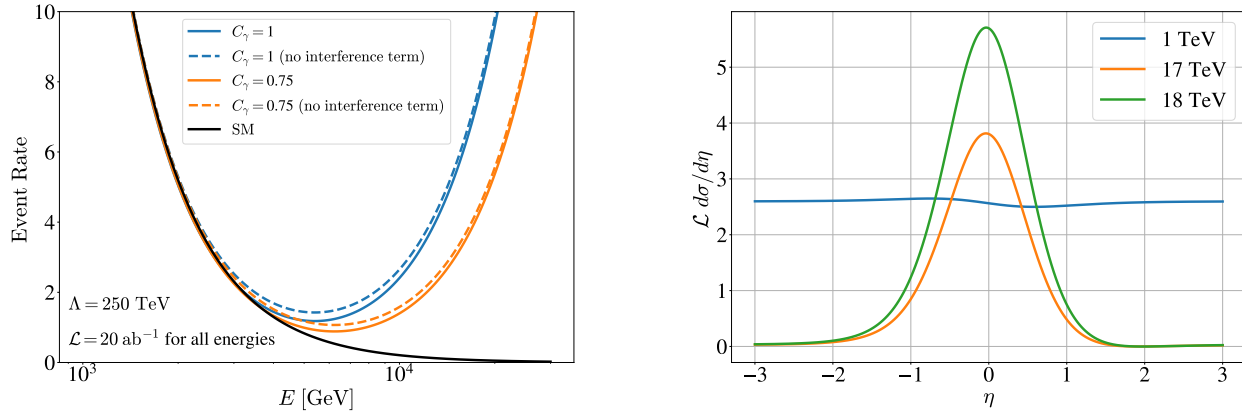 Event Rate
10
8
6
4
2
0
C_γ = 1
C_γ = 1 (no interference term)
C_γ = 0.75
C_γ = 0.75 (no interference term)
SM
Λ = 250 TeV
ℒ = 20 ab⁻¹ for all energies
10³
10⁴
E [GeV]
ℒ dσ/dη
5
4
3
2
1
0
1 TeV
17 TeV
18 TeV
−3
−2
−1
0
1
2
3
η